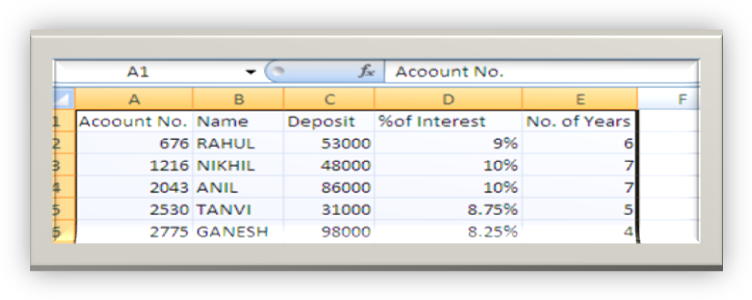 A1 fx Acoount No.
A B C D E F
1 Acoount No. Name Deposit %of Interest No. of Years
2 676 RAHUL 53000 9% 6
3 1216 NIKHIL 48000 10% 7
4 2043 ANIL 86000 10% 7
5 2530 TANVI 31000 8.75% 5
6 2775 GANESH 98000 8.25% 4